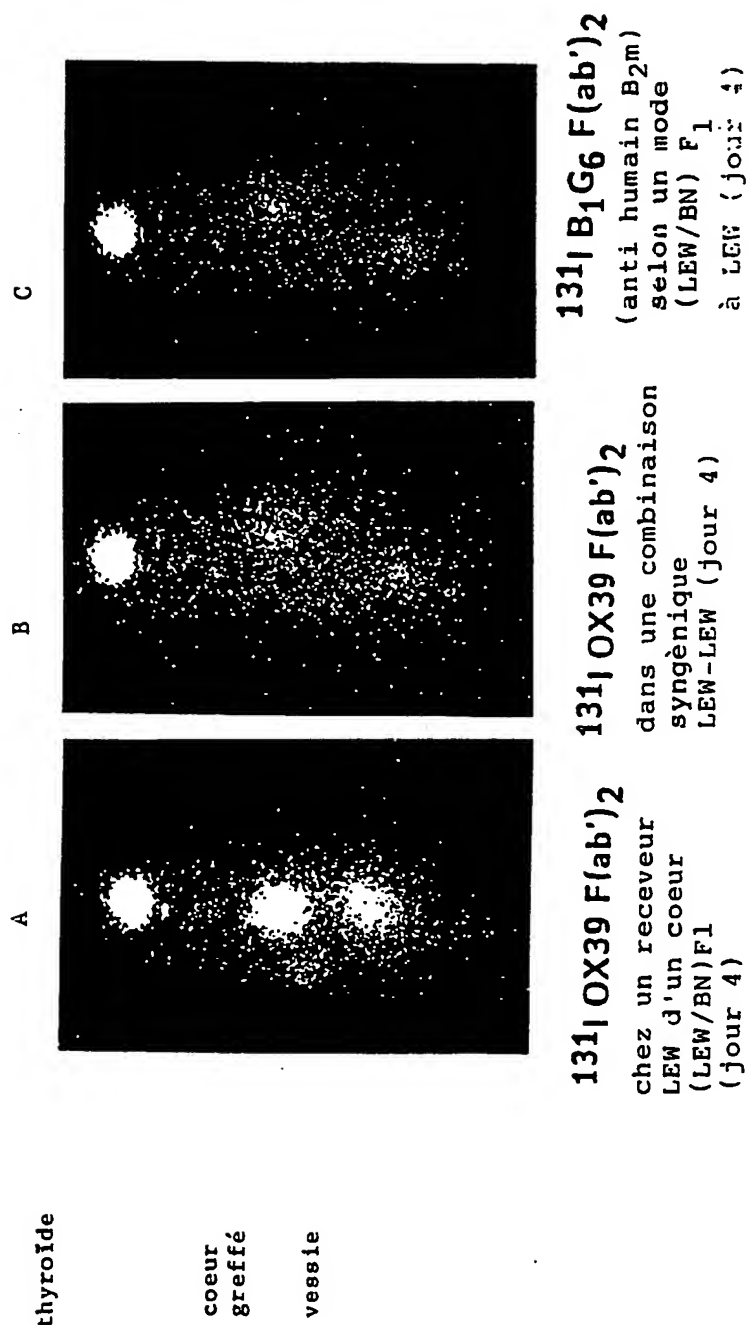 A
B
C
thyroïde
coeur
greffé
vessie
131I OX39 F(ab')2
chez un receveur
LEW d'un coeur
(LEW/BN)F1
(jour 4)
131I OX39 F(ab')2
dans une combinaison
syngènique
LEW-LEW (jour 4)
131I B1G6 F(ab')2
(anti humain B2m)
selon un mode
(LEW/BN) F1
à LEW (jour 4)